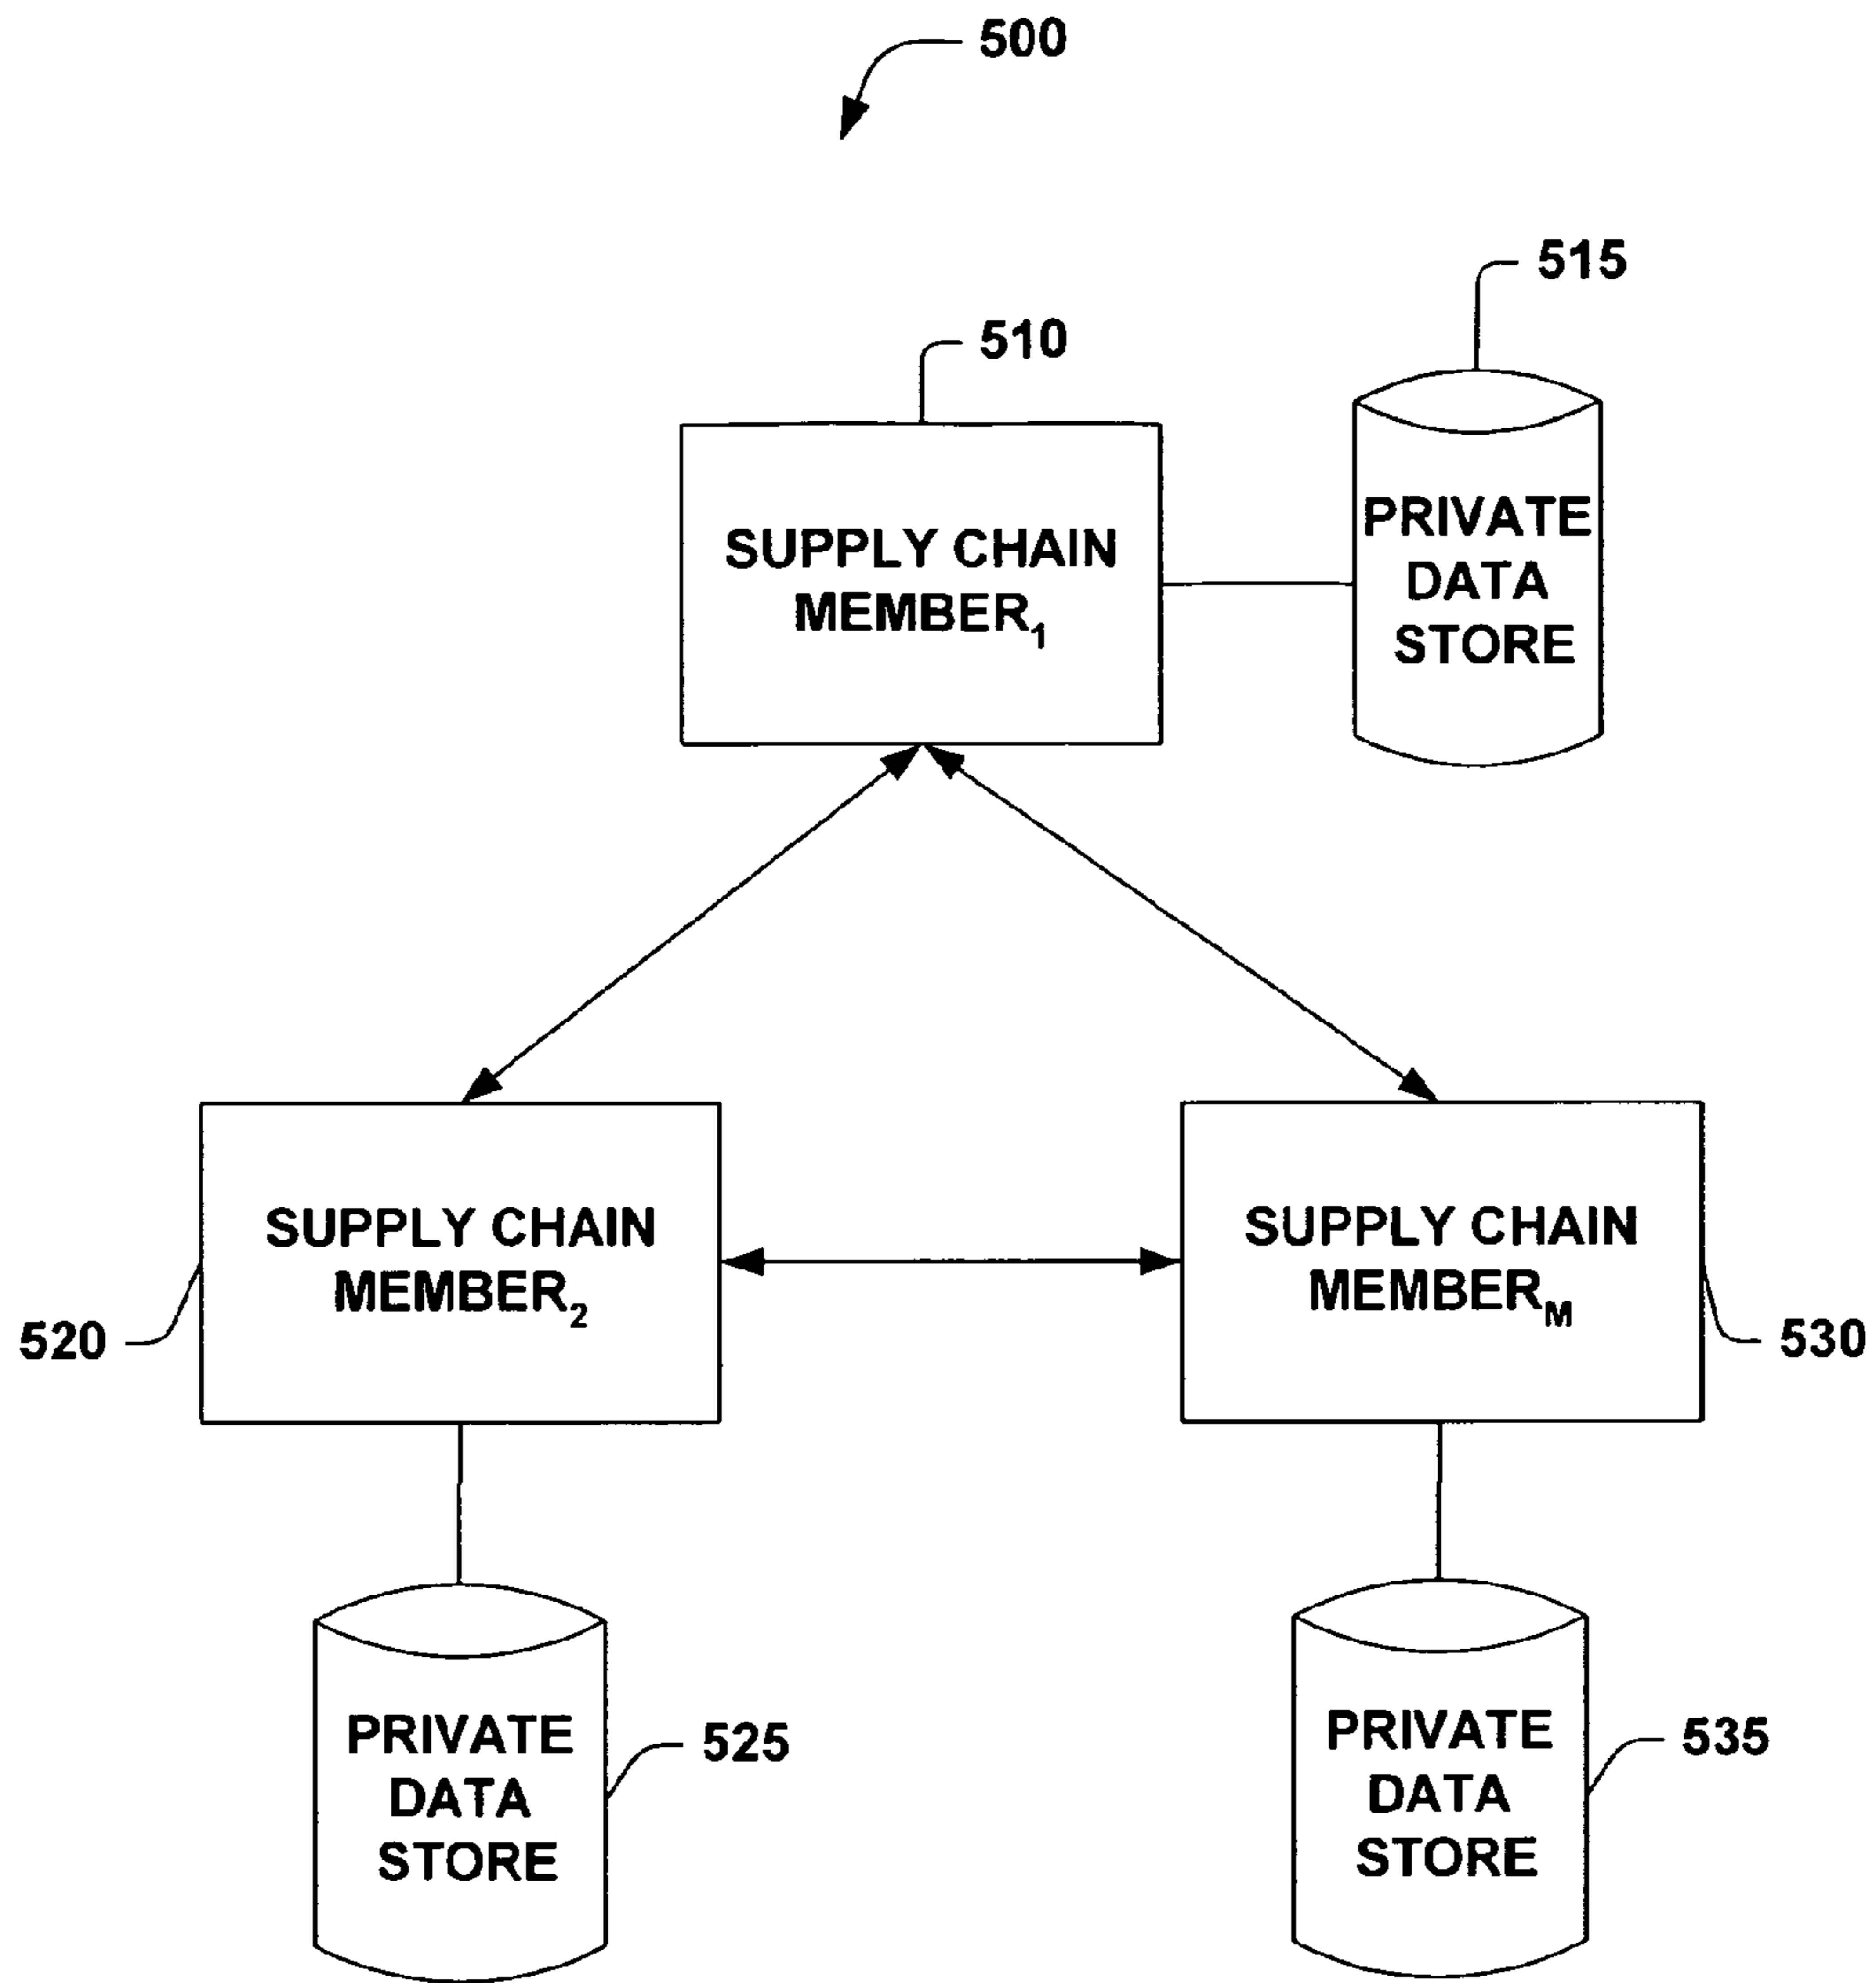 500
515
510
SUPPLY CHAIN
MEMBER₁
PRIVATE
DATA
STORE
SUPPLY CHAIN
MEMBER₂
SUPPLY CHAIN
MEMBER_M
520
530
PRIVATE
DATA
STORE
525
PRIVATE
DATA
STORE
535